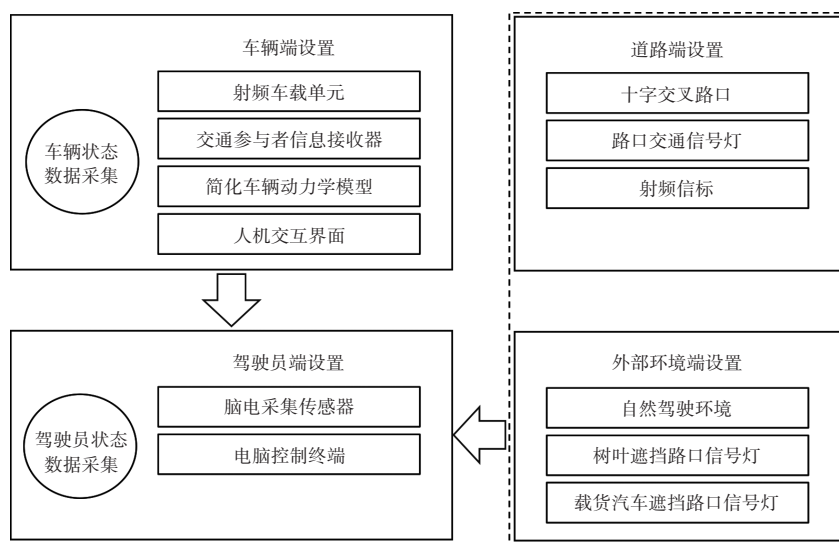 车辆端设置
射频车载单元
交通参与者信息接收器
简化车辆动力学模型
人机交互界面
车辆状态
数据采集
道路端设置
十字交叉路口
路口交通信号灯
射频信标
驾驶员端设置
脑电采集传感器
电脑控制终端
驾驶员状态
数据采集
外部环境端设置
自然驾驶环境
树叶遮挡路口信号灯
载货汽车遮挡路口信号灯